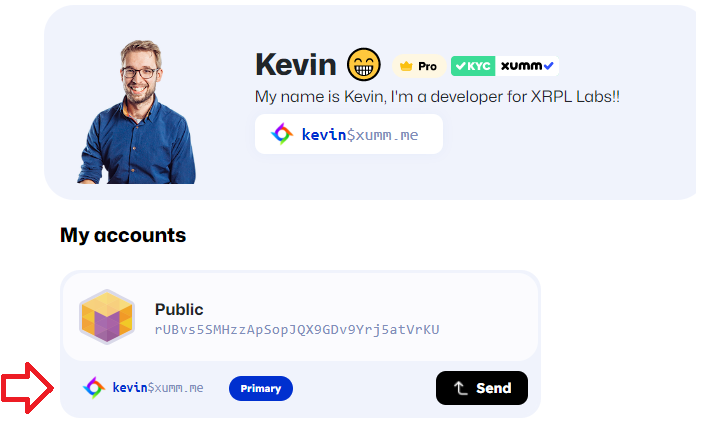 Kevin Pro KYC xumm
My name is Kevin, I'm a developer for XRPL Labs!!
kevin$xumm.me
My accounts
Public
rUBvs5SMHzzApSopJQX9GDv9Yrj5atVrKU
kevin$xumm.me Primary Send